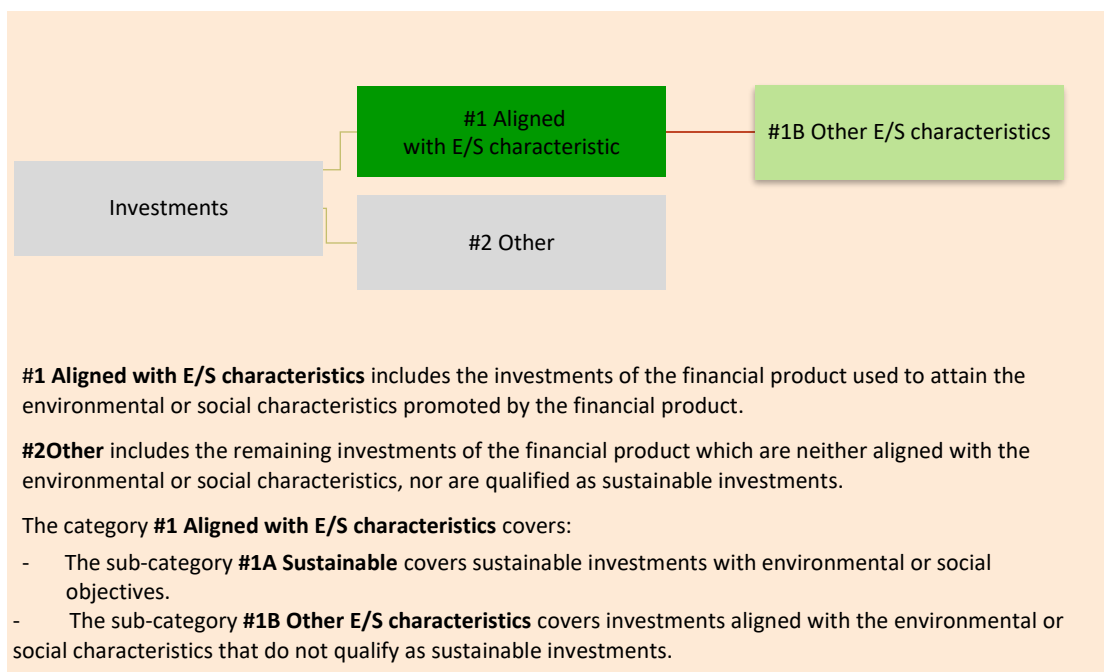 #1 Aligned
with E/S characteristic
#1B Other E/S characteristics
Investments
#2 Other
#1 Aligned with E/S characteristics includes the investments of the financial product used to attain the
environmental or social characteristics promoted by the financial product.
#2Other includes the remaining investments of the financial product which are neither aligned with the
environmental or social characteristics, nor are qualified as sustainable investments.
The category #1 Aligned with E/S characteristics covers:
- The sub-category #1A Sustainable covers sustainable investments with environmental or social
objectives.
- The sub-category #1B Other E/S characteristics covers investments aligned with the environmental or
social characteristics that do not qualify as sustainable investments.